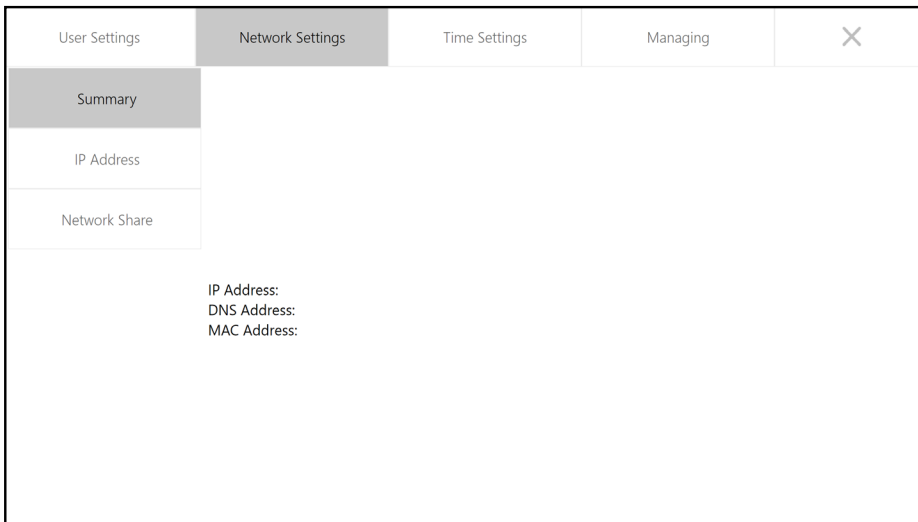 User Settings
Network Settings
Time Settings
Managing
Summary
IP Address
Network Share
IP Address:
DNS Address:
MAC Address: